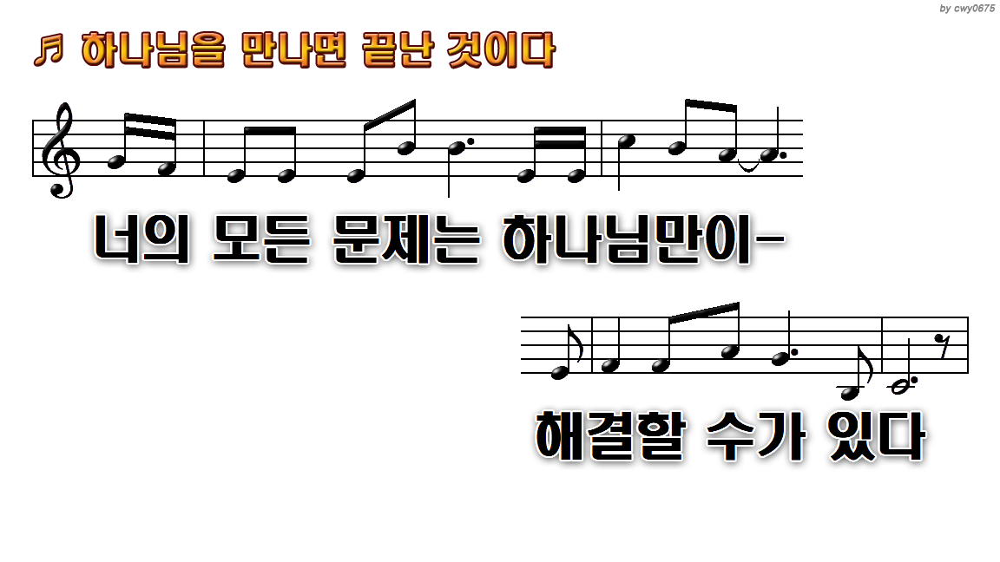 by cwy0675
♬ 하나님을 만나면 끝난 것이다
너의 모든 문제는 하나님만이-
해결할 수가 있다